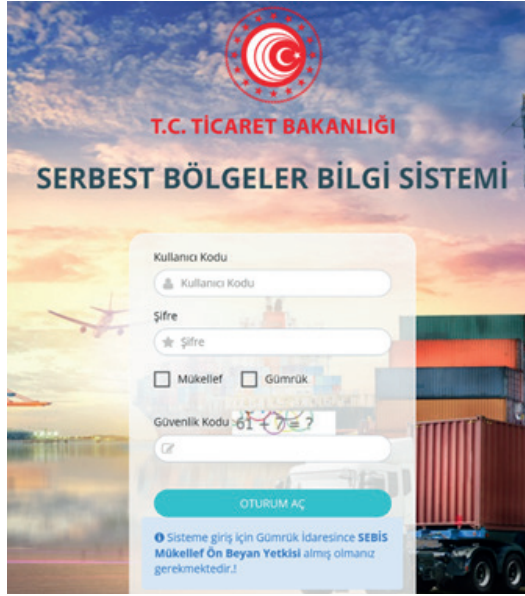 T.C. TİCARET BAKANLIĞI
SERBEST BÖLGELER BİLGİ SİSTEMİ
Kullanıcı Kodu
Kullanıcı Kodu
Şifre
Şifre
Mükellef Gümrük
Güvenlik Kodu 61 + 7 = ?
OTURUM AÇ
Sisteme giriş için Gümrük İdaresince SEBİS
Mükellef Ön Beyan Yetkisi almış olmanız
gerekmektedir.!